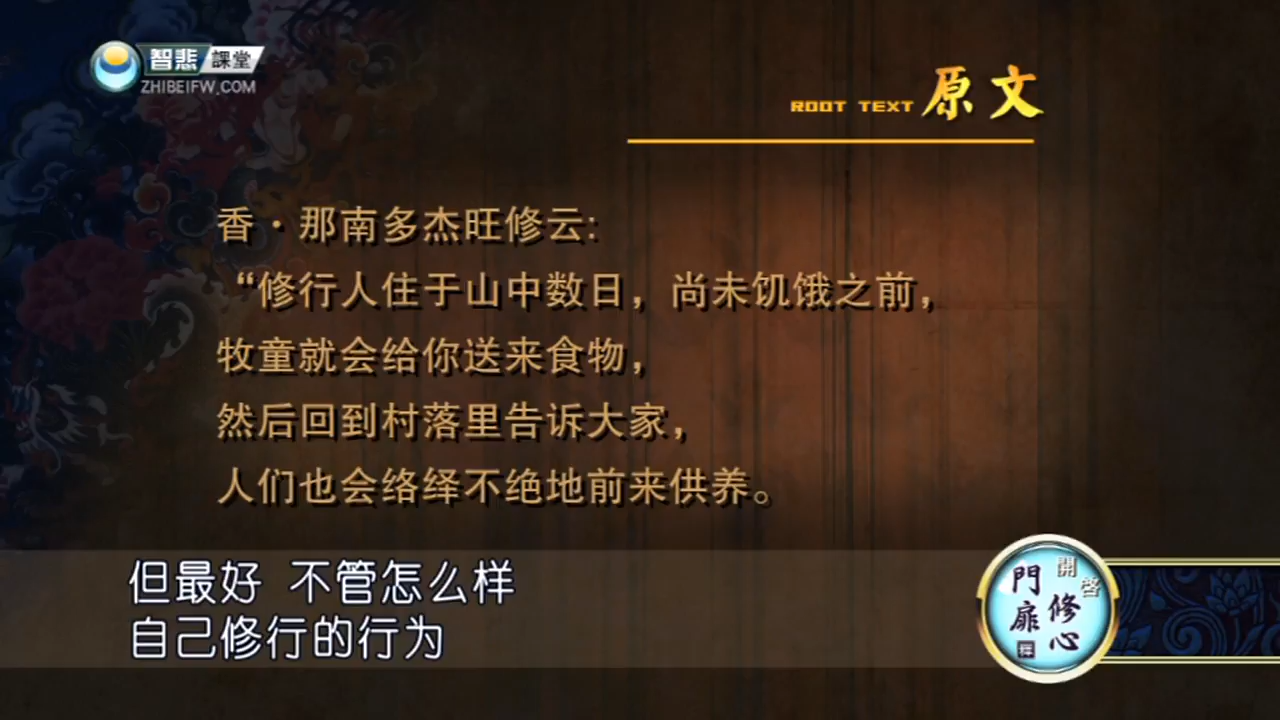 智悲課堂
ZHIBEIFW.COM
ROOT TEXT 原文
香·那南多杰旺修云:
“修行人住于山中数日，尚未饥饿之前，
牧童就会给你送来食物，
然后回到村落里告诉大家，
人们也会络绎不绝地前来供养。
但最好 不管怎么样
自己修行的行为
開啓
修心
門扉